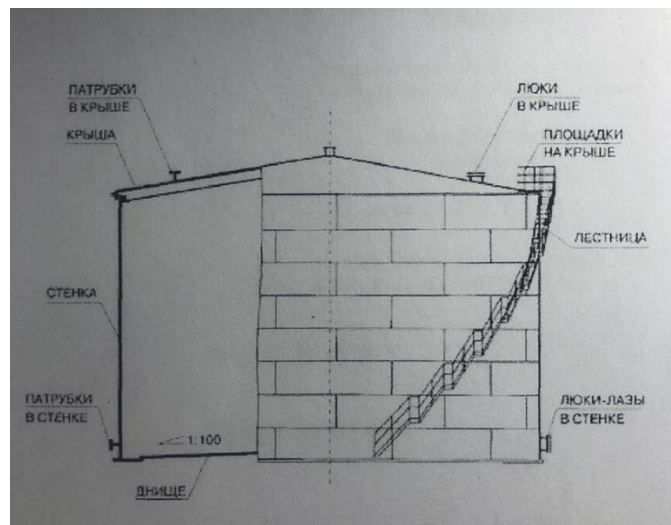 ПАТРУБКИ
В КРЫШЕ
ЛЮКИ
В КРЫШЕ
КРЫША
ПЛОЩАДКИ
НА КРЫШЕ
ЛЕСТНИЦА
СТЕНКА
ПАТРУБКИ
В СТЕНКЕ
ЛЮКИ-ЛАЗЫ
В СТЕНКЕ
1:100
ДНИЩЕ